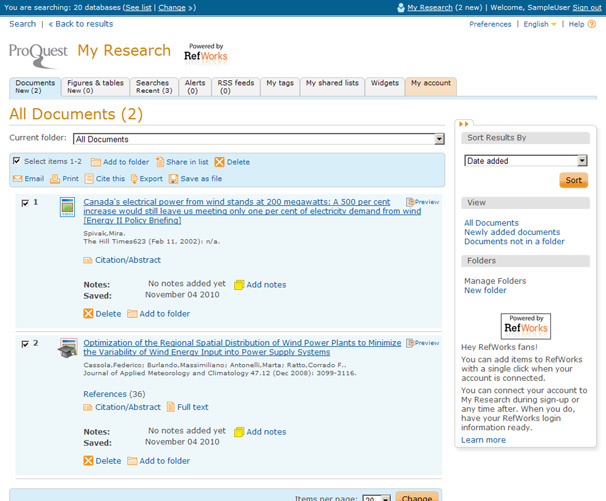 You are searching: 20 databases (See list | Change »)
My Research (2 new) | Welcome, SampleUser Sign out
Search | « Back to results
Preferences | English | Help
ProQuest My Research Powered by RefWorks
Documents New (2)
Figures & tables New (0)
Searches Recent (3)
Alerts (0)
RSS feeds (0)
My tags
My shared lists
Widgets
My account
All Documents (2)
Current folder: All Documents
Select items 1-2 Add to folder Share in list Delete
Email Print Cite this Export Save as file
1 Canada's electrical power from wind stands at 200 megawatts: A 500 per cent Preview
increase would still leave us meeting only one per cent of electricity demand from wind
[Energy II Policy Briefing]
Spivak,Mira.
The Hill Times623 (Feb 11, 2002): n/a.
Citation/Abstract
Notes: No notes added yet Add notes
Saved: November 04 2010
Delete Add to folder
2 Optimization of the Regional Spatial Distribution of Wind Power Plants to Minimize Preview
the Variability of Wind Energy Input into Power Supply Systems
Cassola,Federico; Burlando,Massimiliano; Antonelli,Marta; Ratto,Corrado F..
Journal of Applied Meteorology and Climatology 47.12 (Dec 2008): 3099-3116.
References (36)
Citation/Abstract Full text
Notes: No notes added yet Add notes
Saved: November 04 2010
Delete Add to folder
Items per page: 20 Change
Sort Results By
Date added
Sort
View
All Documents
Newly added documents
Documents not in a folder
Folders
Manage Folders
New folder
Powered by
RefWorks
Hey RefWorks fans!
You can add items to RefWorks
with a single click when your
account is connected.
You can connect your account to
My Research during sign-up or
any time after. When you do,
have your RefWorks login
information ready.
Learn more